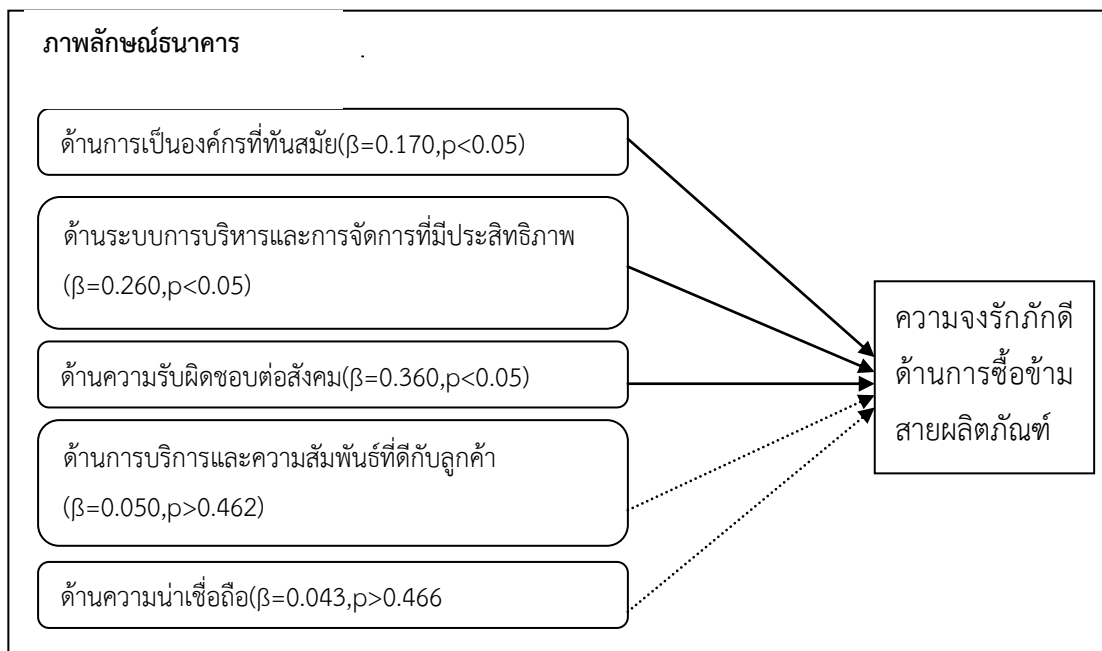 ภาพลักษณ์ธนาคาร
ด้านการเป็นองค์กรที่ทันสมัย(β=0.170,p<0.05)
ด้านระบบการบริหารและการจัดการที่มีประสิทธิภาพ
(β=0.260,p<0.05)
ด้านความรับผิดชอบต่อสังคม(β=0.360,p<0.05)
ด้านการบริการและความสัมพันธ์ที่ดีกับลูกค้า
(β=0.050,p>0.462)
ด้านความน่าเชื่อถือ(β=0.043,p>0.466
ความจงรักภักดี
ด้านการซื้อข้าม
สายผลิตภัณฑ์